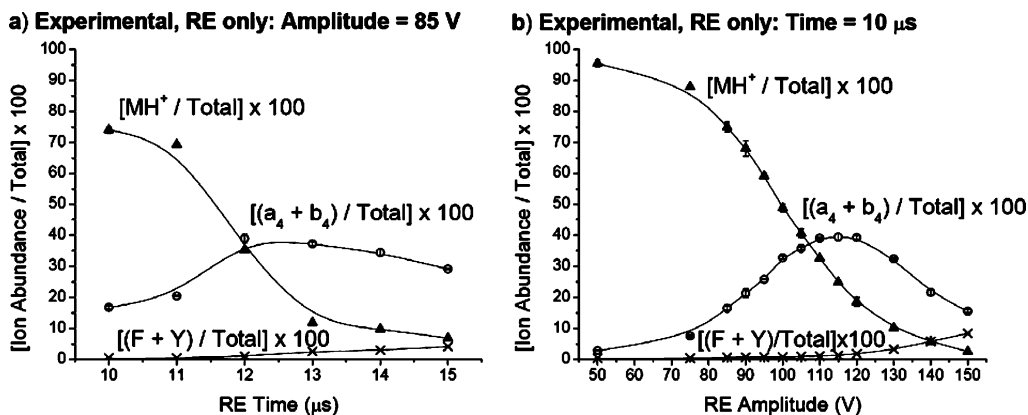 a) Experimental, RE only: Amplitude = 85 V
[Ion Abundance / Total] x 100
100
90
80
70
60
50
40
30
20
10
0
[MH⁺ / Total] x 100
[(a₄ + b₄) / Total] x 100
[(F + Y) / Total] x 100
10 11 12 13 14 15
RE Time (μs)
b) Experimental, RE only: Time = 10 μs
[Ion Abundance / Total] x 100
100
90
80
70
60
50
40
30
20
10
0
[MH⁺ / Total] x 100
[(a₄ + b₄) / Total] x 100
[(F + Y)/Total]x100
50 60 70 80 90 100 110 120 130 140 150
RE Amplitude (V)